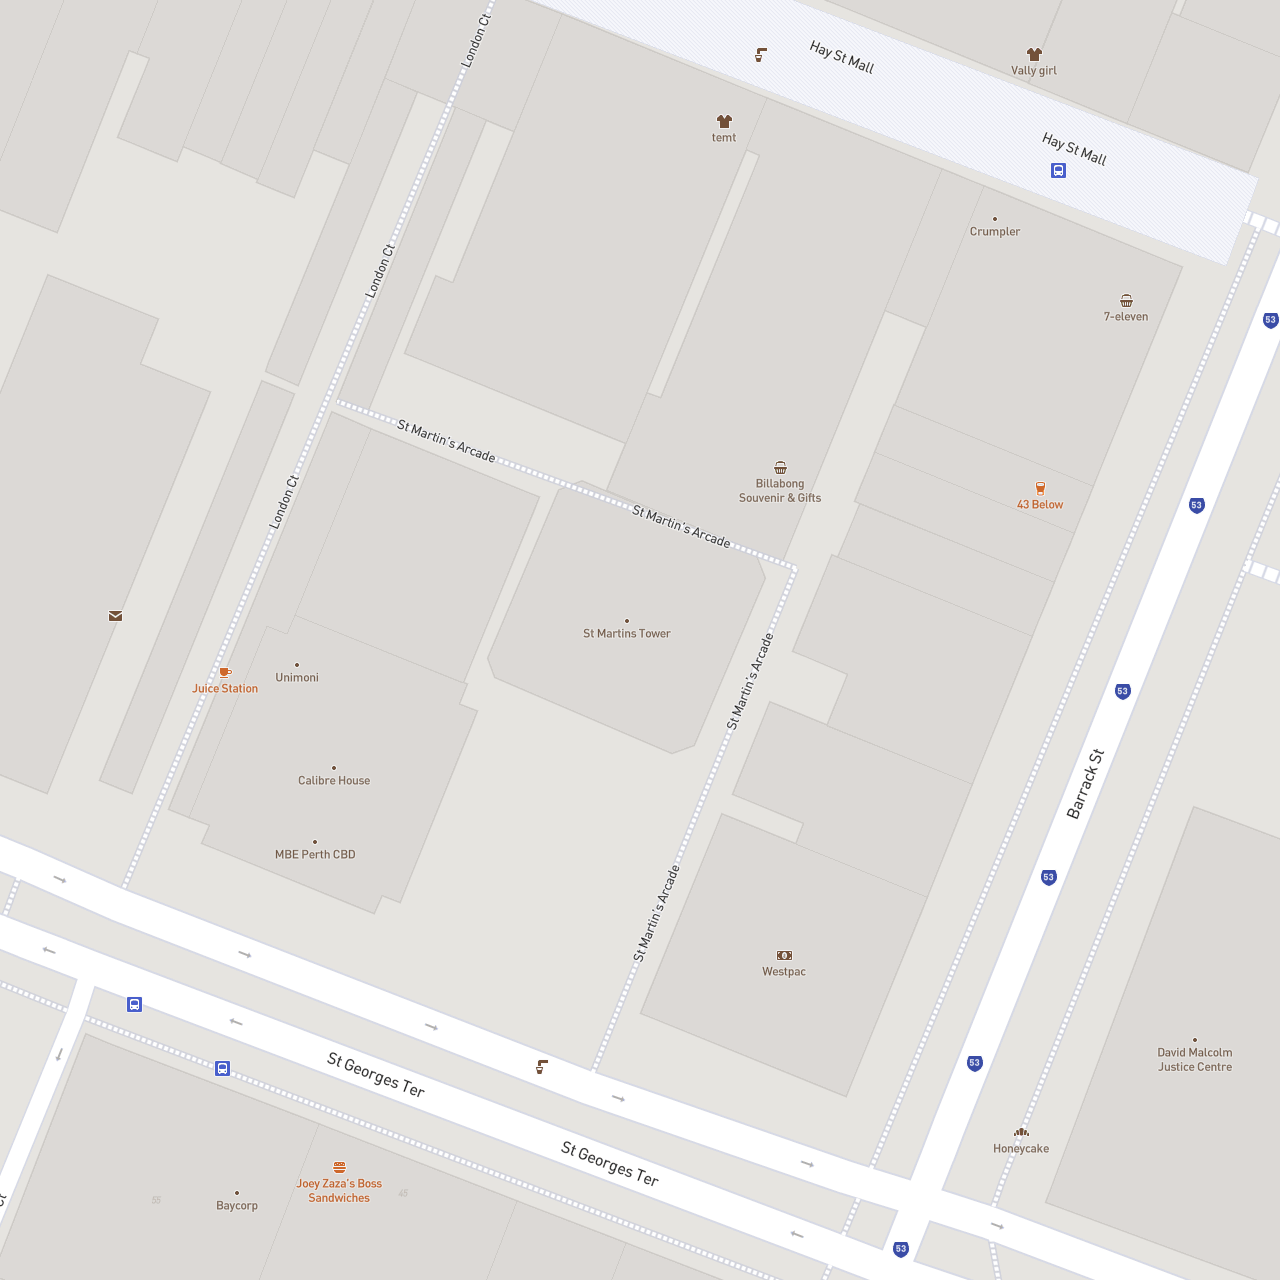 London Ct
Hay St Mall
Vally girl
temt
Hay St Mall
Crumpler
London Ct
7-eleven
53
St Martin's Arcade
Billabong
Souvenir & Gifts
43 Below
53
London Ct
St Martin's Arcade
St Martins Tower
Unimoni
Juice Station
St Martin's Arcade
53
Calibre House
Barrack St
MBE Perth CBD
53
St Martin's Arcade
Westpac
53
St Georges Ter
David Malcolm
Justice Centre
Honeycake
St Georges Ter
Joey Zaza's Boss
Sandwiches
55
45
Baycorp
Ct
53